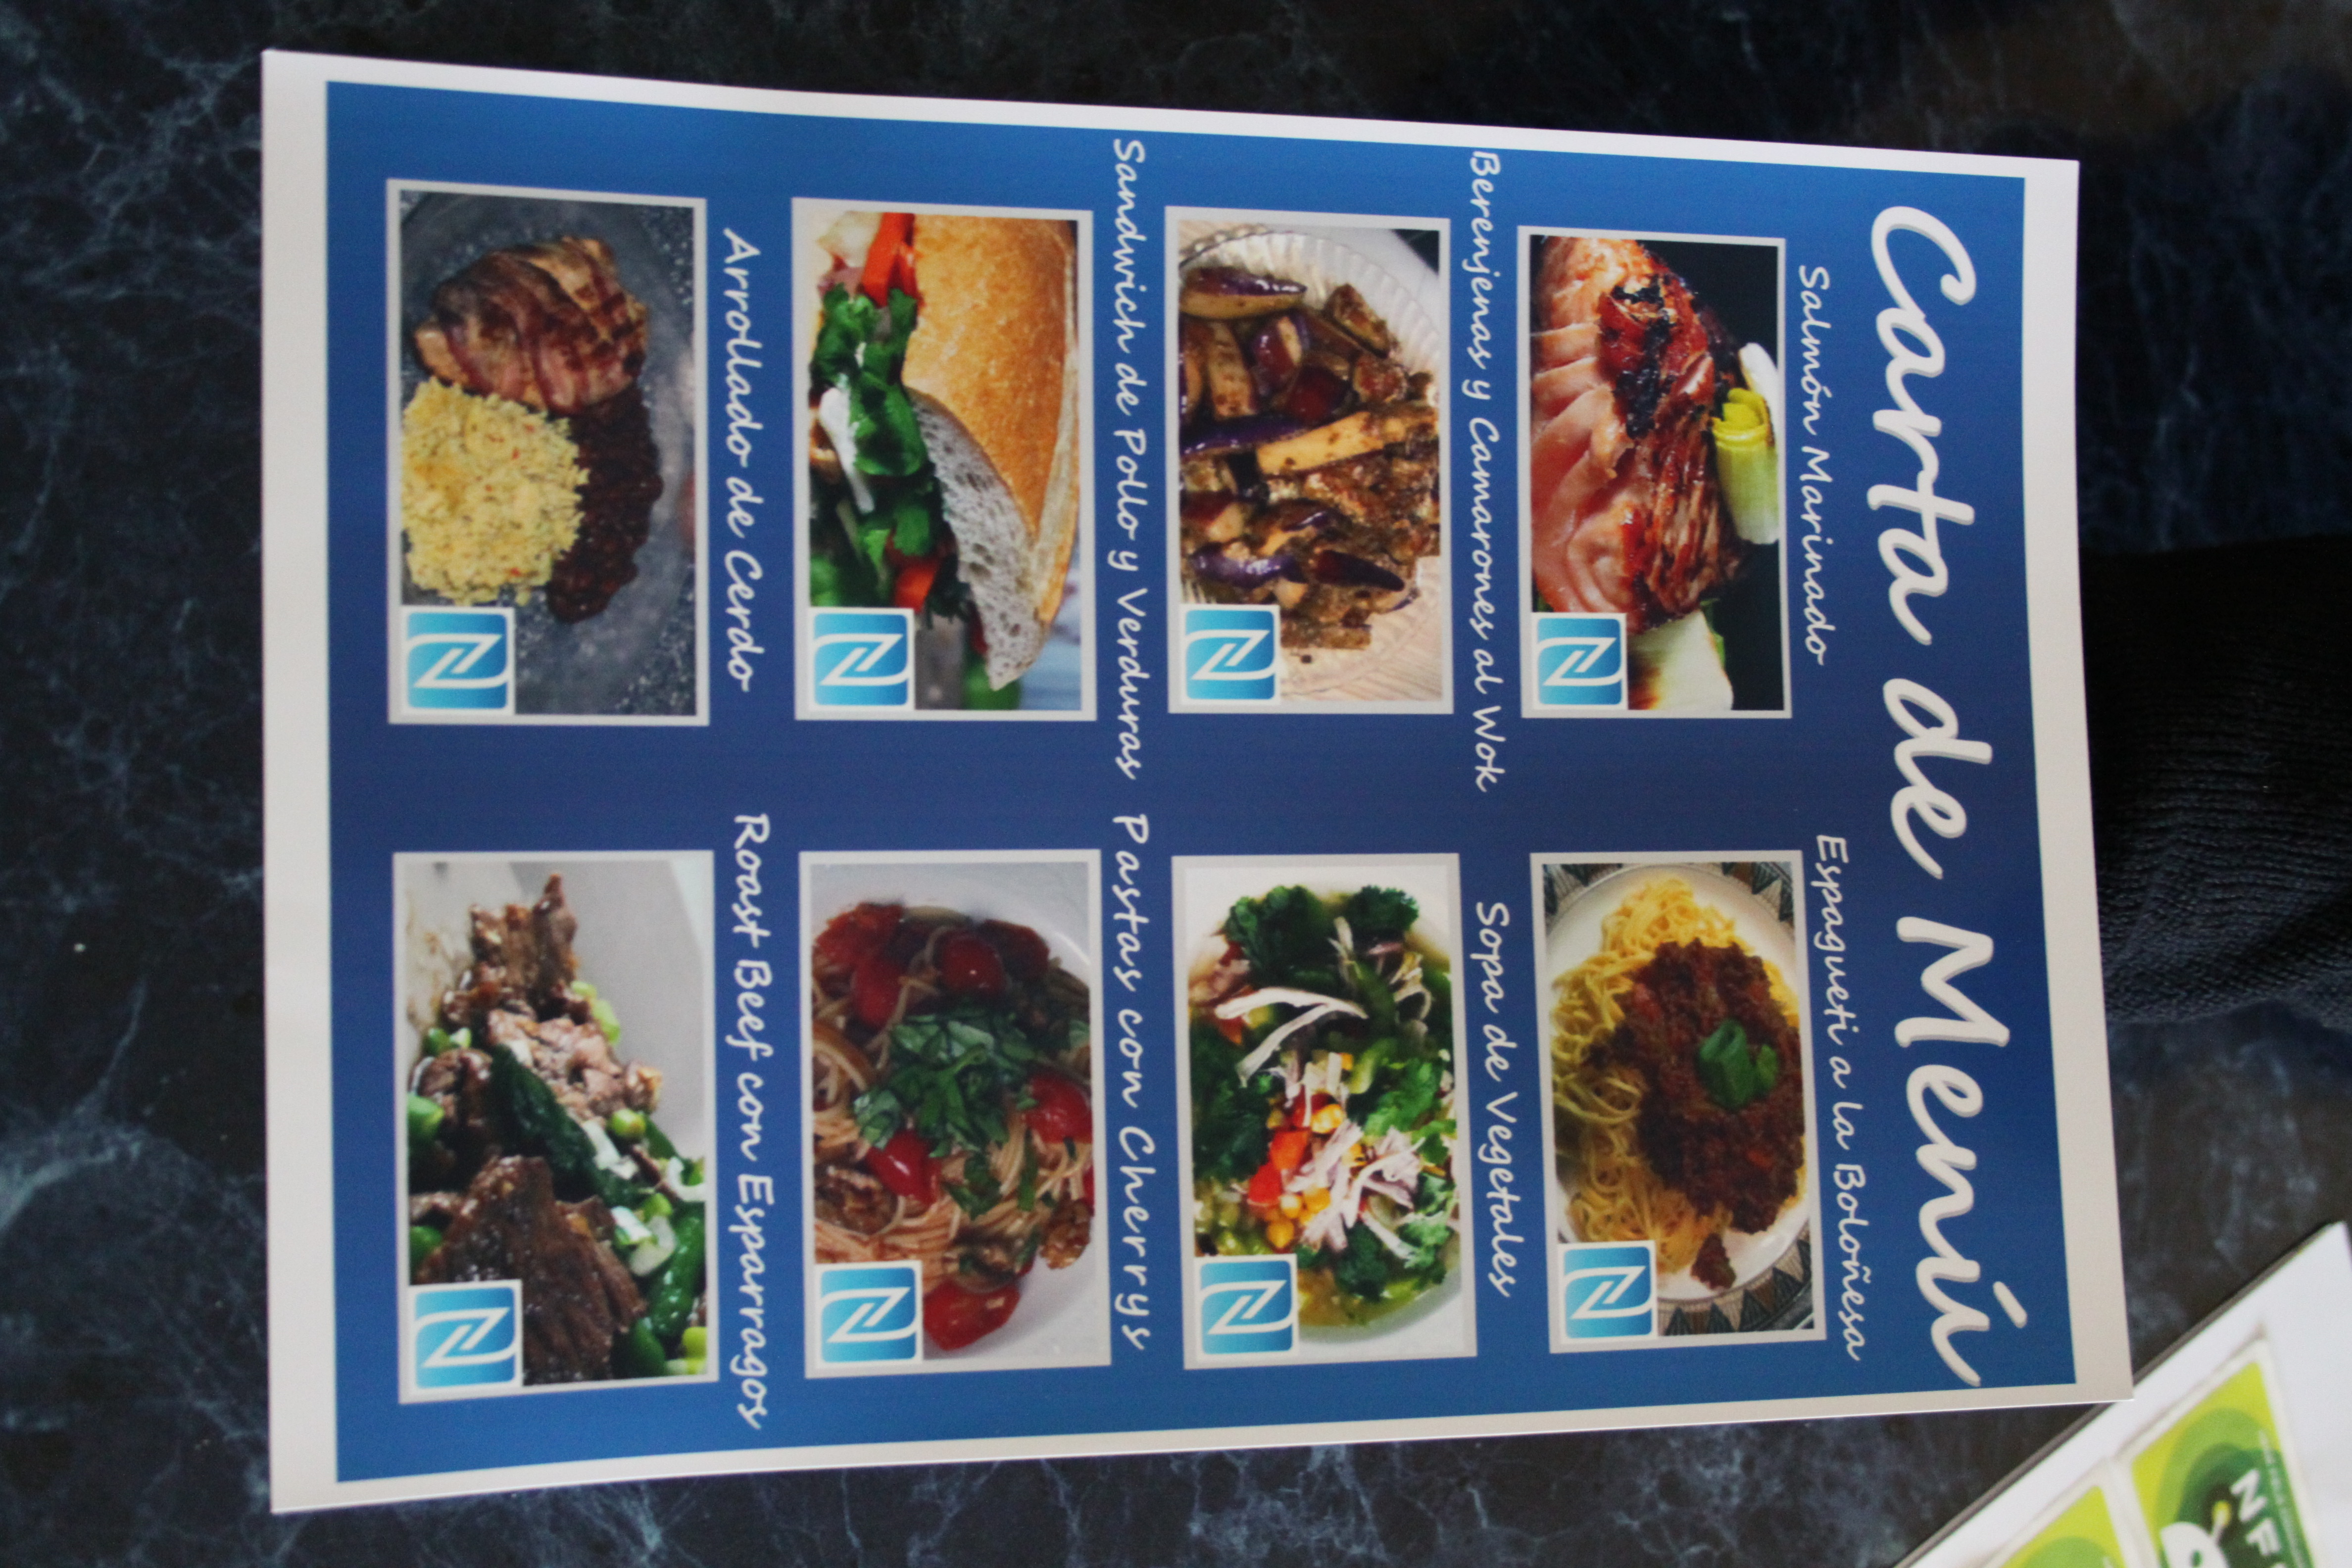 NF
Carta de Menú
Salmón Marinado
Espagueti a la Boloñesa
Berenjenas y Camarones al Wok
Sopa de Vegetales
Sandwich de Pollo y Verduras
Pastas con Cherrys
Arrollado de Cerdo
Roast Beef con Esparragos